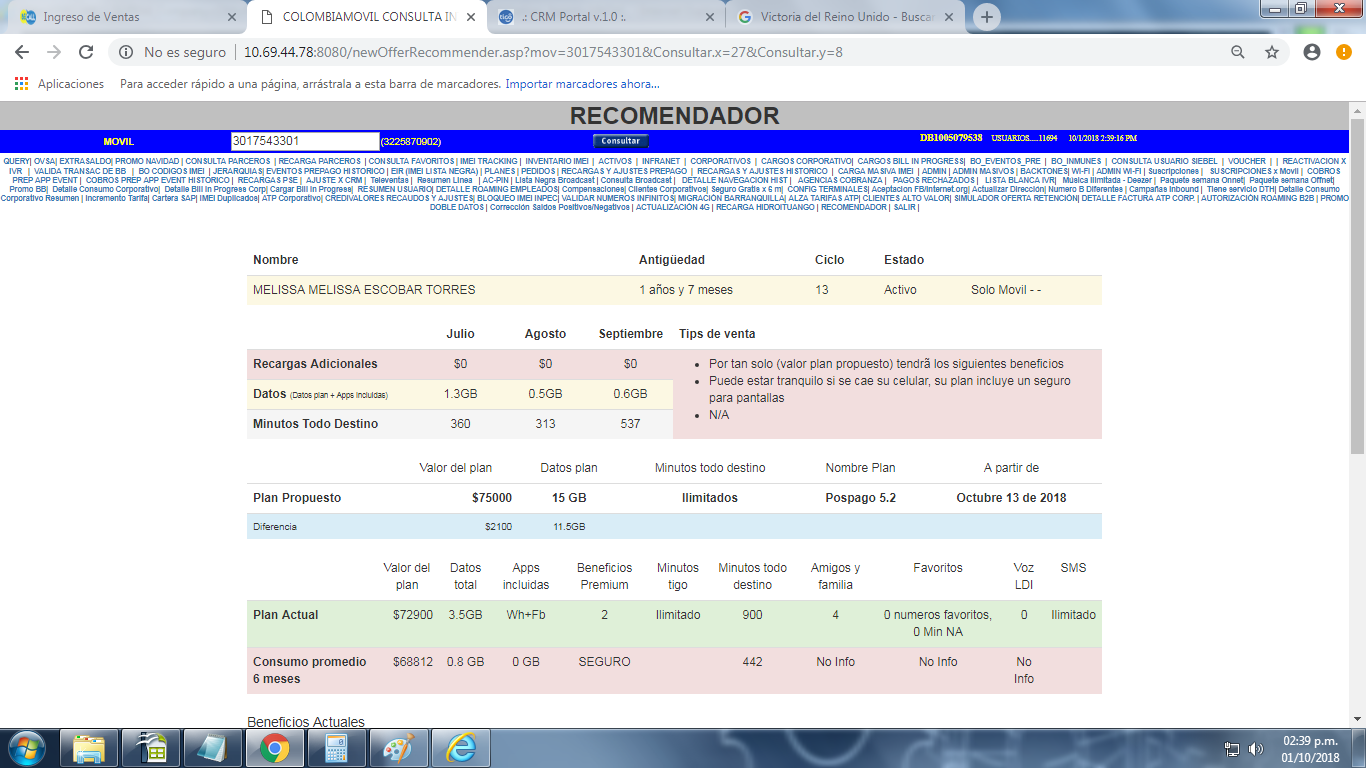 Ingreso de Ventas
COLOMBIAMOVIL CONSULTA IN
.: CRM Portal v.1.0 :.
Victoria del Reino Unido - Buscar
No es seguro | 10.69.44.78:8080/newOfferRecommender.asp?mov=3017543301&Consultar.x=27&Consultar.y=8
Aplicaciones Para acceder rápido a una página, arrástrala a esta barra de marcadores. Importar marcadores ahora...
RECOMENDADOR
MOVIL 3017543301 (3225870902) Consultar DB1005079538 USUARIOS.....11694 10/1/2018 2:39:16 PM
QUERY| OVSA| EXTRASALDO| PROMO NAVIDAD | CONSULTA PARCEROS | RECARGA PARCEROS | CONSULTA FAVORITOS | IMEI TRACKING | INVENTARIO IMEI | ACTIVOS | INFRANET | CORPORATIVOS | CARGOS CORPORATIVO| CARGOS BILL IN PROGRESS| BO_EVENTOS_PRE | BO_INMUNES | CONSULTA USUARIO SIEBEL | VOUCHER | | REACTIVACION X
IVR | VALIDA TRANSAC DE BB | BO CODIGOS IMEI | JERARQUIAS| EVENTOS PREPAGO HISTORICO | EIR (IMEI LISTA NEGRA) | PLANES | PEDIDOS | RECARGAS Y AJUSTES PREPAGO | RECARGAS Y AJUSTES HISTORICO | CARGA MASIVA IMEI | ADMIN | ADMIN MASIVOS | BACKTONES| WI-FI | ADMIN WI-FI | Suscripciones | SUSCRIPCIONES x Movil | COBROS
PREP APP EVENT | COBROS PREP APP EVENT HISTORICO | RECARGAS PSE | AJUSTE X CRM | Televentas | Resumen Linea | AC-PIN | Lista Negra Broadcast | Consulta Broadcast | DETALLE NAVEGACION HIST | AGENCIAS COBRANZA | PAGOS RECHAZADOS | LISTA BLANCA IVR| Música Ilimitada - Deezer | Paquete semana Onnet| Paquete semana Offnet|
Promo BB| Detalle Consumo Corporativo| Detalle Bill In Progress Corp| Cargar Bill In Progress| RESUMEN USUARIO| DETALLE ROAMING EMPLEADOS| Compensaciones| Clientes Corporativos| Seguro Gratis x 6 m| CONFIG TERMINALES| Aceptacion FB/Internet.org| Actualizar Dirección| Numero B Diferentes | Campañas Inbound | Tiene servicio DTH| Detalle Consumo
Corporativo Resumen | Incremento Tarifa| Cartera SAP| IMEI Duplicados| ATP Corporativo| CREDIVALORES RECAUDOS Y AJUSTES| BLOQUEO IMEI INPEC| VALIDAR NUMEROS INFINITOS| MIGRACIÓN BARRANQUILLA| ALZA TARIFAS ATP| CLIENTES ALTO VALOR| SIMULADOR OFERTA RETENCIÓN| DETALLE FACTURA ATP CORP. | AUTORIZACIÓN ROAMING B2B | PROMO
DOBLE DATOS | Corrección Saldos Positivos/Negativos | ACTUALIZACIÓN 4G | RECARGA HIDROITUANGO | RECOMENDADOR | SALIR |
Nombre Antigüedad Ciclo Estado
MELISSA MELISSA ESCOBAR TORRES 1 años y 7 meses 13 Activo Solo Movil - -
Julio Agosto Septiembre Tips de venta
Recargas Adicionales $0 $0 $0
Datos (Datos plan + Apps incluidas) 1.3GB 0.5GB 0.6GB
Minutos Todo Destino 360 313 537
• Por tan solo (valor plan propuesto) tendrã los siguientes beneficios
• Puede estar tranquilo si se cae su celular, su plan incluye un seguro
para pantallas
• N/A
Valor del plan Datos plan Minutos todo destino Nombre Plan A partir de
Plan Propuesto $75000 15 GB Ilimitados Pospago 5.2 Octubre 13 de 2018
Diferencia $2100 11.5GB
Valor del plan Datos total Apps incluidas Beneficios Premium Minutos tigo Minutos todo destino Amigos y familia Favoritos Voz LDI SMS
Plan Actual $72900 3.5GB Wh+Fb 2 Ilimitado 900 4 0 numeros favoritos, 0 Min NA 0 Ilimitado
Consumo promedio 6 meses $68812 0.8 GB 0 GB SEGURO 442 No Info No Info No Info
Beneficios Actuales
02:39 p.m.
01/10/2018